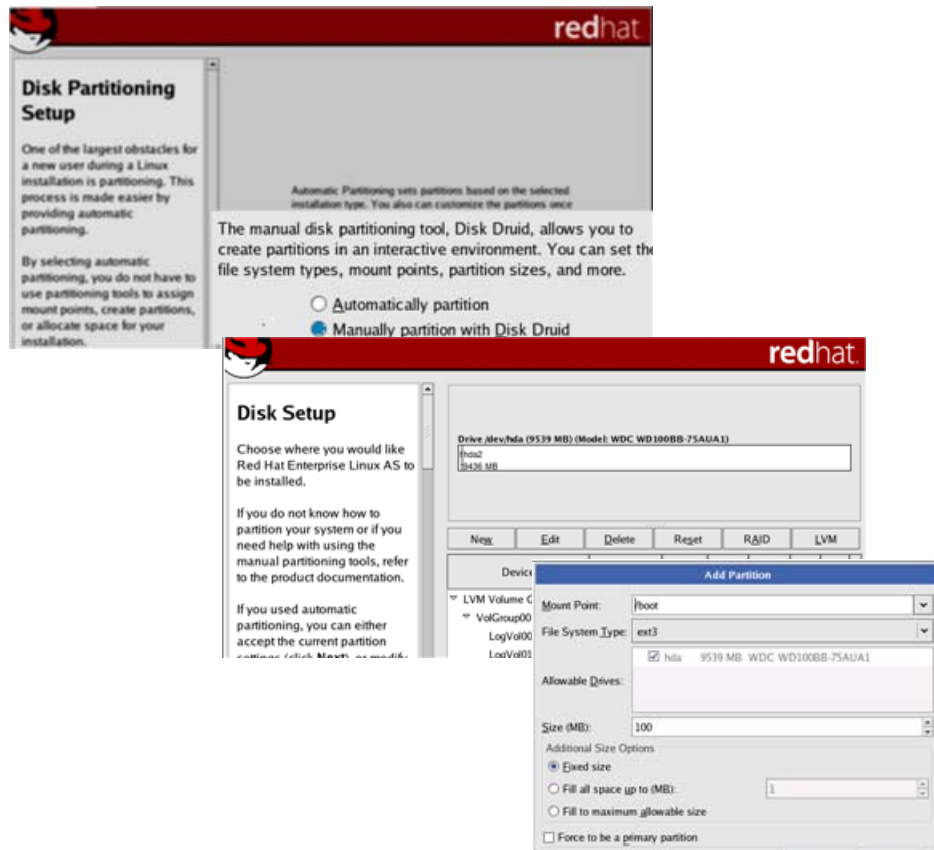 redhat
Disk Partitioning
Setup
One of the largest obstacles for
a new user during a Linux
installation is partitioning. This
process is made easier by
providing automatic
partitioning.
By selecting automatic
partitioning, you do not have to
use partitioning tools to assign
mount points, create partitions,
or allocate space for your
installation.
Automatic Partitioning sets partitions based on the selected
installation type. You also can customize the partitions once
The manual disk partitioning tool, Disk Druid, allows you to
create partitions in an interactive environment. You can set the
file system types, mount points, partition sizes, and more.
Automatically partition
Manually partition with Disk Druid
redhat.
Disk Setup
Choose where you would like
Red Hat Enterprise Linux AS to
be installed.
If you do not know how to
partition your system or if you
need help with using the
manual partitioning tools, refer
to the product documentation.
If you used automatic
partitioning, you can either
accept the current partition
settings (click Next), or modify
Drive /dev/hda (9539 MB) (Model: WDC WD100BB-75AUA1)
hda2
9436 MB
New Edit Delete Reset RAID LVM
Devic
LVM Volume G
VolGroup00
LogVol00
LogVol01
Add Partition
Mount Point: /boot
File System Type: ext3
Allowable Drives: hda 9539 MB WDC WD100BB-75AUA1
Size (MB): 100
Additional Size Options
Fixed size
Fill all space up to (MB): 1
Fill to maximum allowable size
Force to be a primary partition